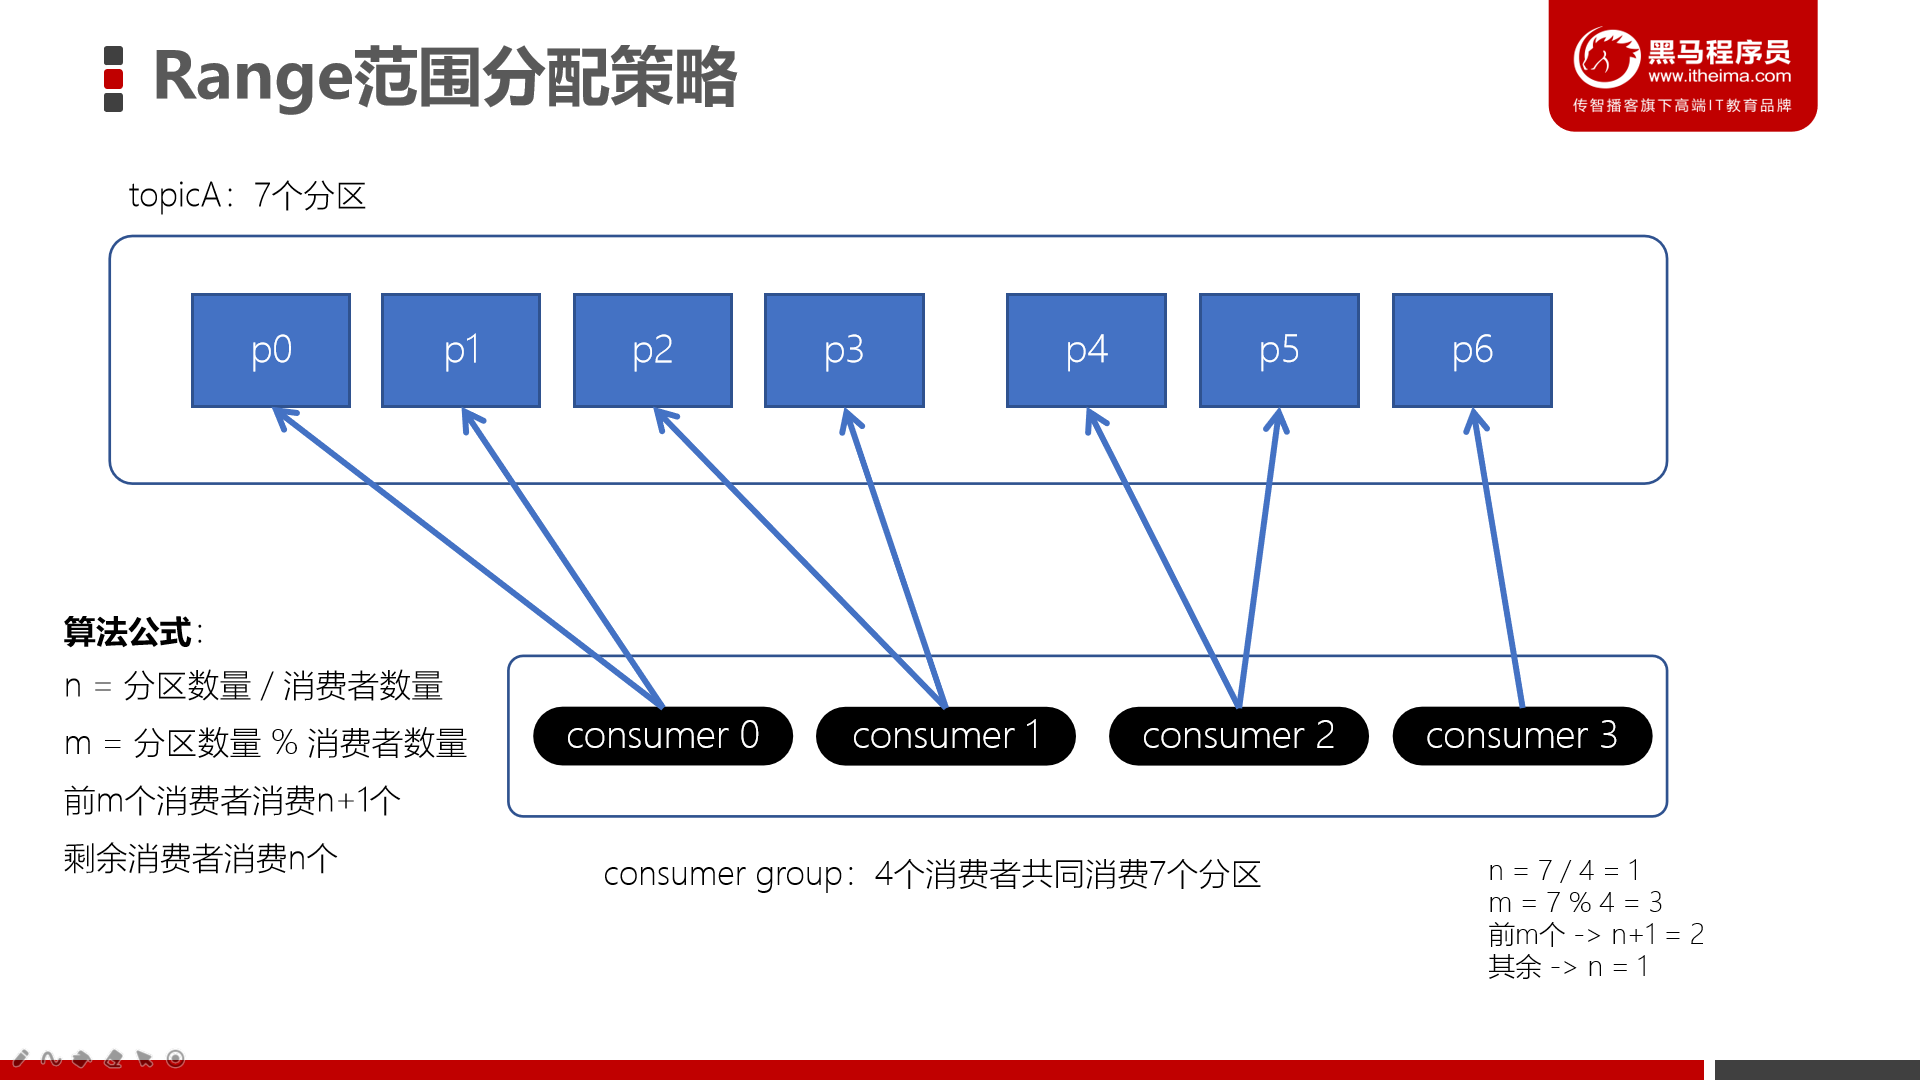 Range范围分配策略
黑马程序员
www.itheima.com
传智播客旗下高端IT教育品牌
topicA：7个分区
p0
p1
p2
p3
p4
p5
p6
算法公式：
n = 分区数量 / 消费者数量
m = 分区数量 % 消费者数量
前m个消费者消费n+1个
剩余消费者消费n个
consumer 0
consumer 1
consumer 2
consumer 3
consumer group：4个消费者共同消费7个分区
n = 7 / 4 = 1
m = 7 % 4 = 3
前m个 -> n+1 = 2
其余 -> n = 1